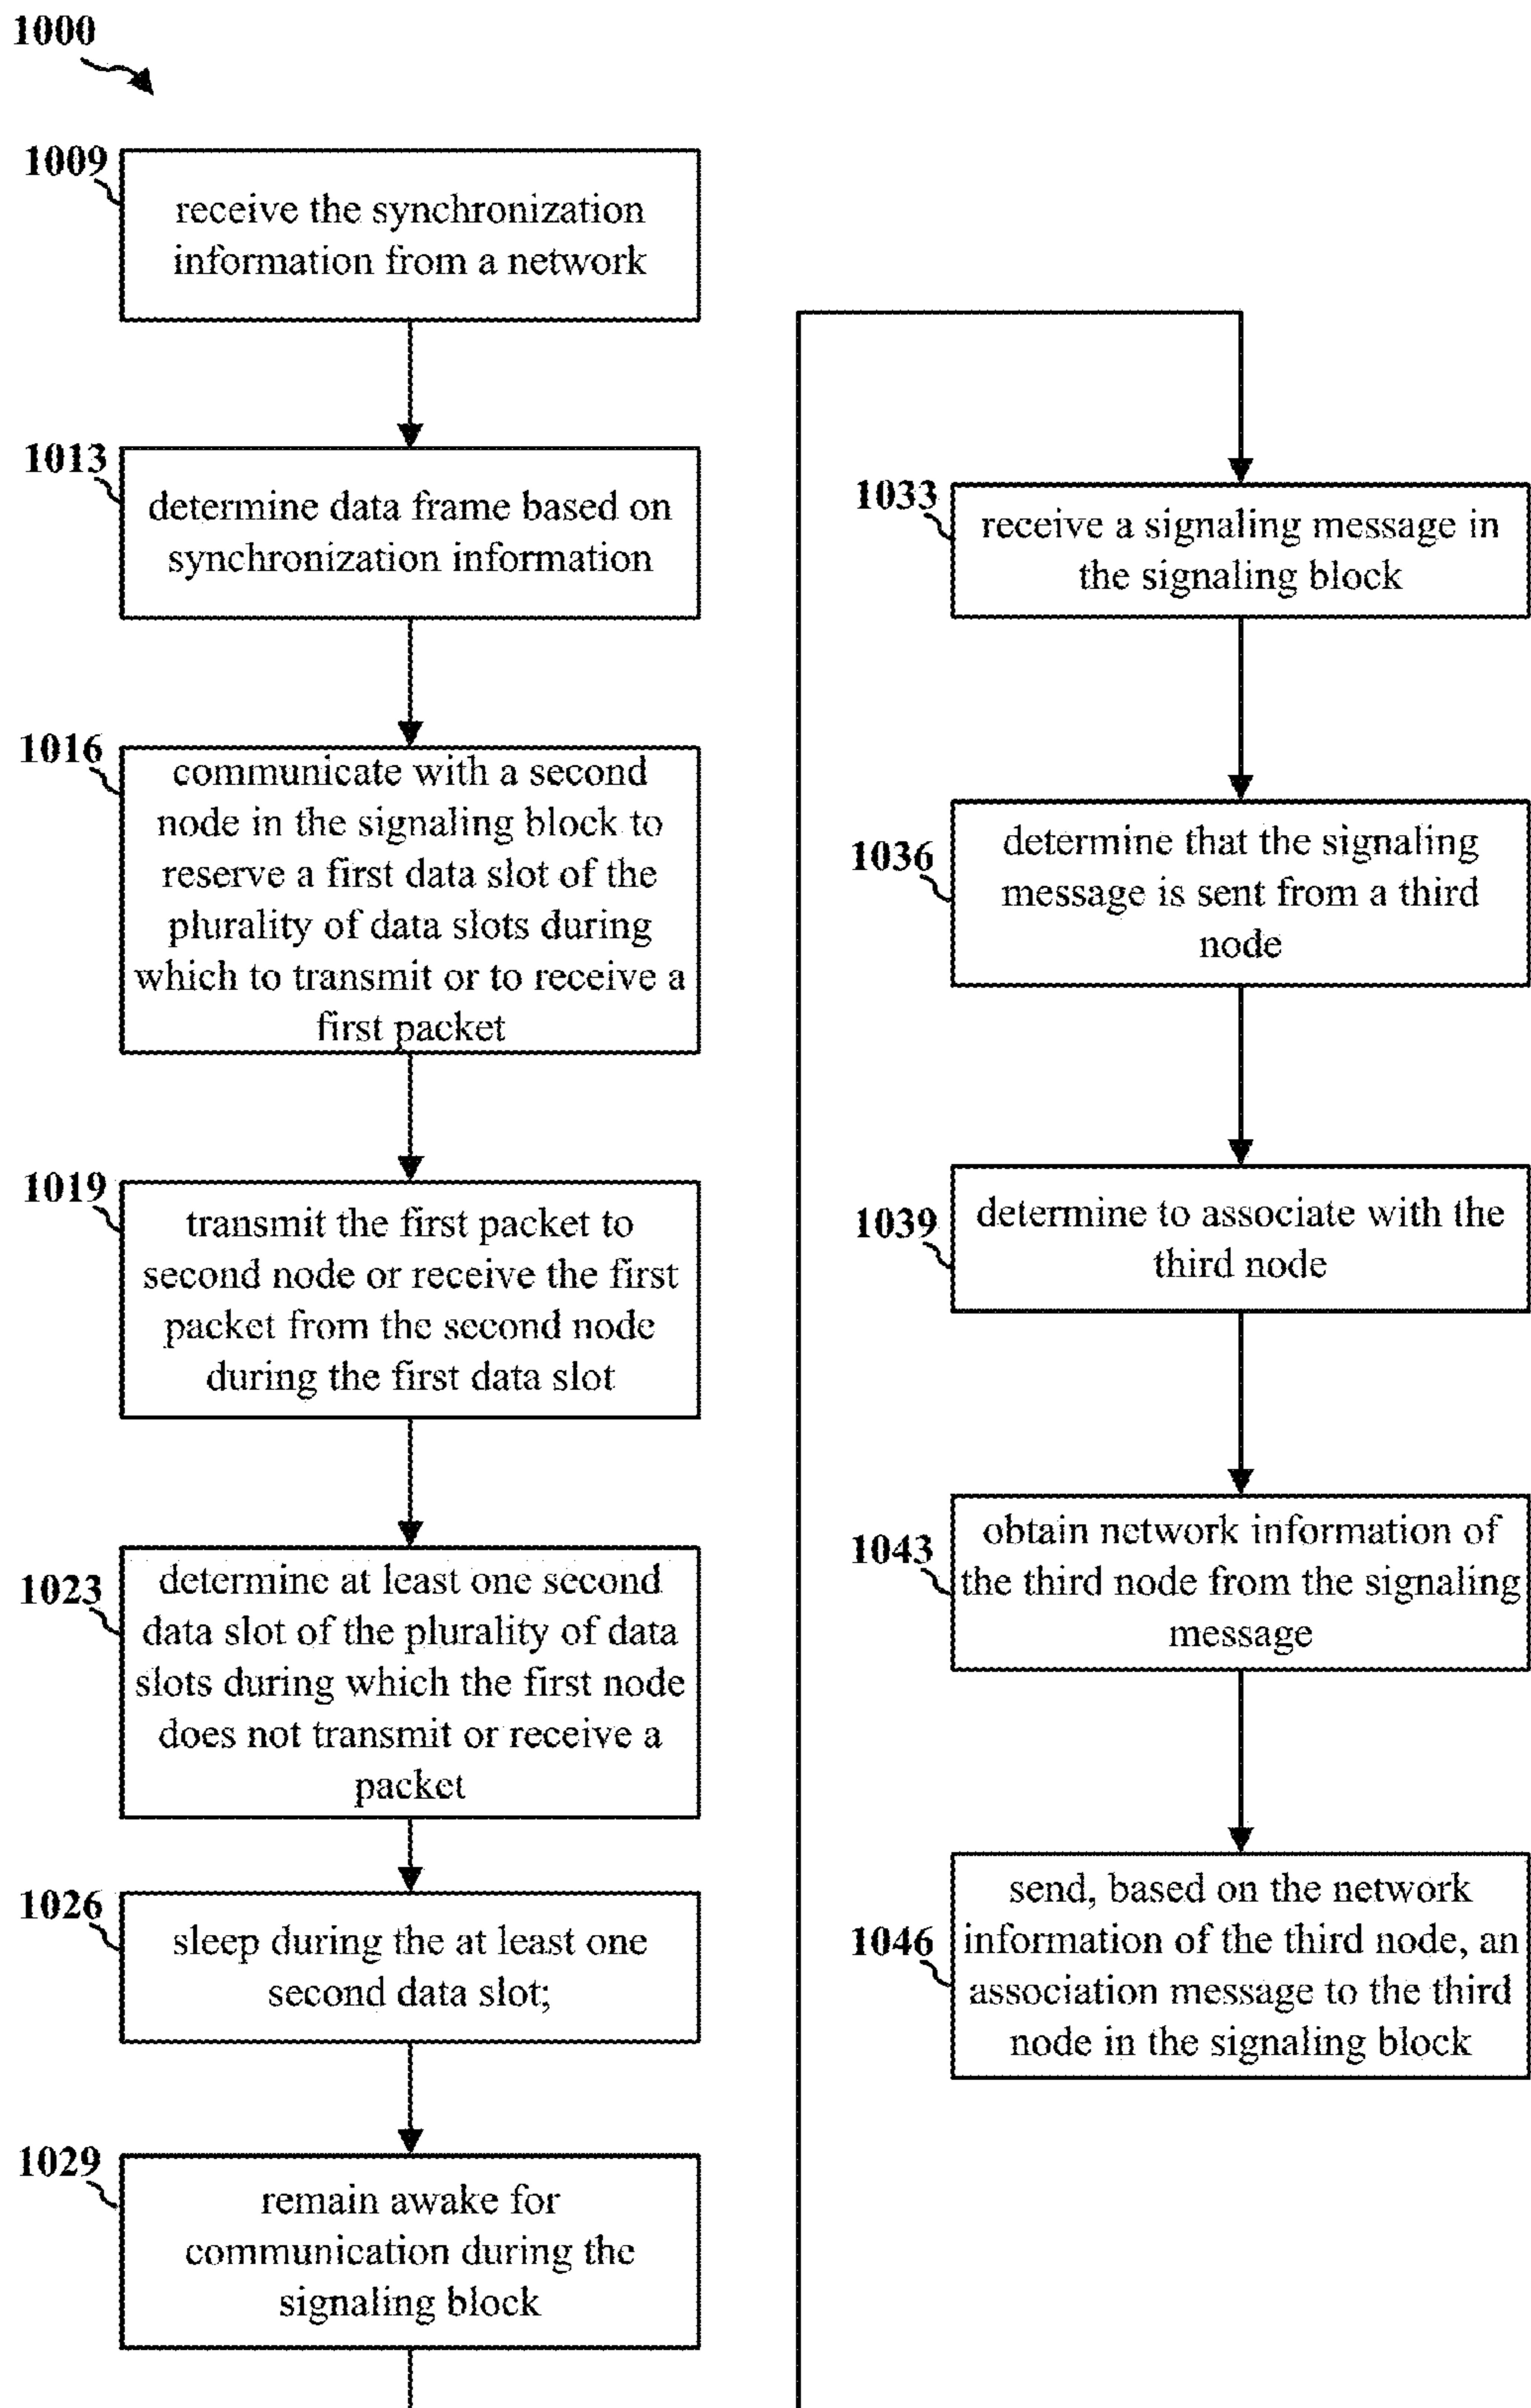 1000
1009
receive the synchronization
information from a network
1013
determine data frame based on
synchronization information
1016
communicate with a second
node in the signaling block to
reserve a first data slot of the
plurality of data slots during
which to transmit or to receive a
first packet
1019
transmit the first packet to
second node or receive the first
packet from the second node
during the first data slot
1023
determine at least one second
data slot of the plurality of data
slots during which the first node
does not transmit or receive a
packet
1026
sleep during the at least one
second data slot;
1029
remain awake for
communication during the
signaling block
1033
receive a signaling message in
the signaling block
1036
determine that the signaling
message is sent from a third
node
1039
determine to associate with the
third node
1043
obtain network information of
the third node from the signaling
message
1046
send, based on the network
information of the third node, an
association message to the third
node in the signaling block